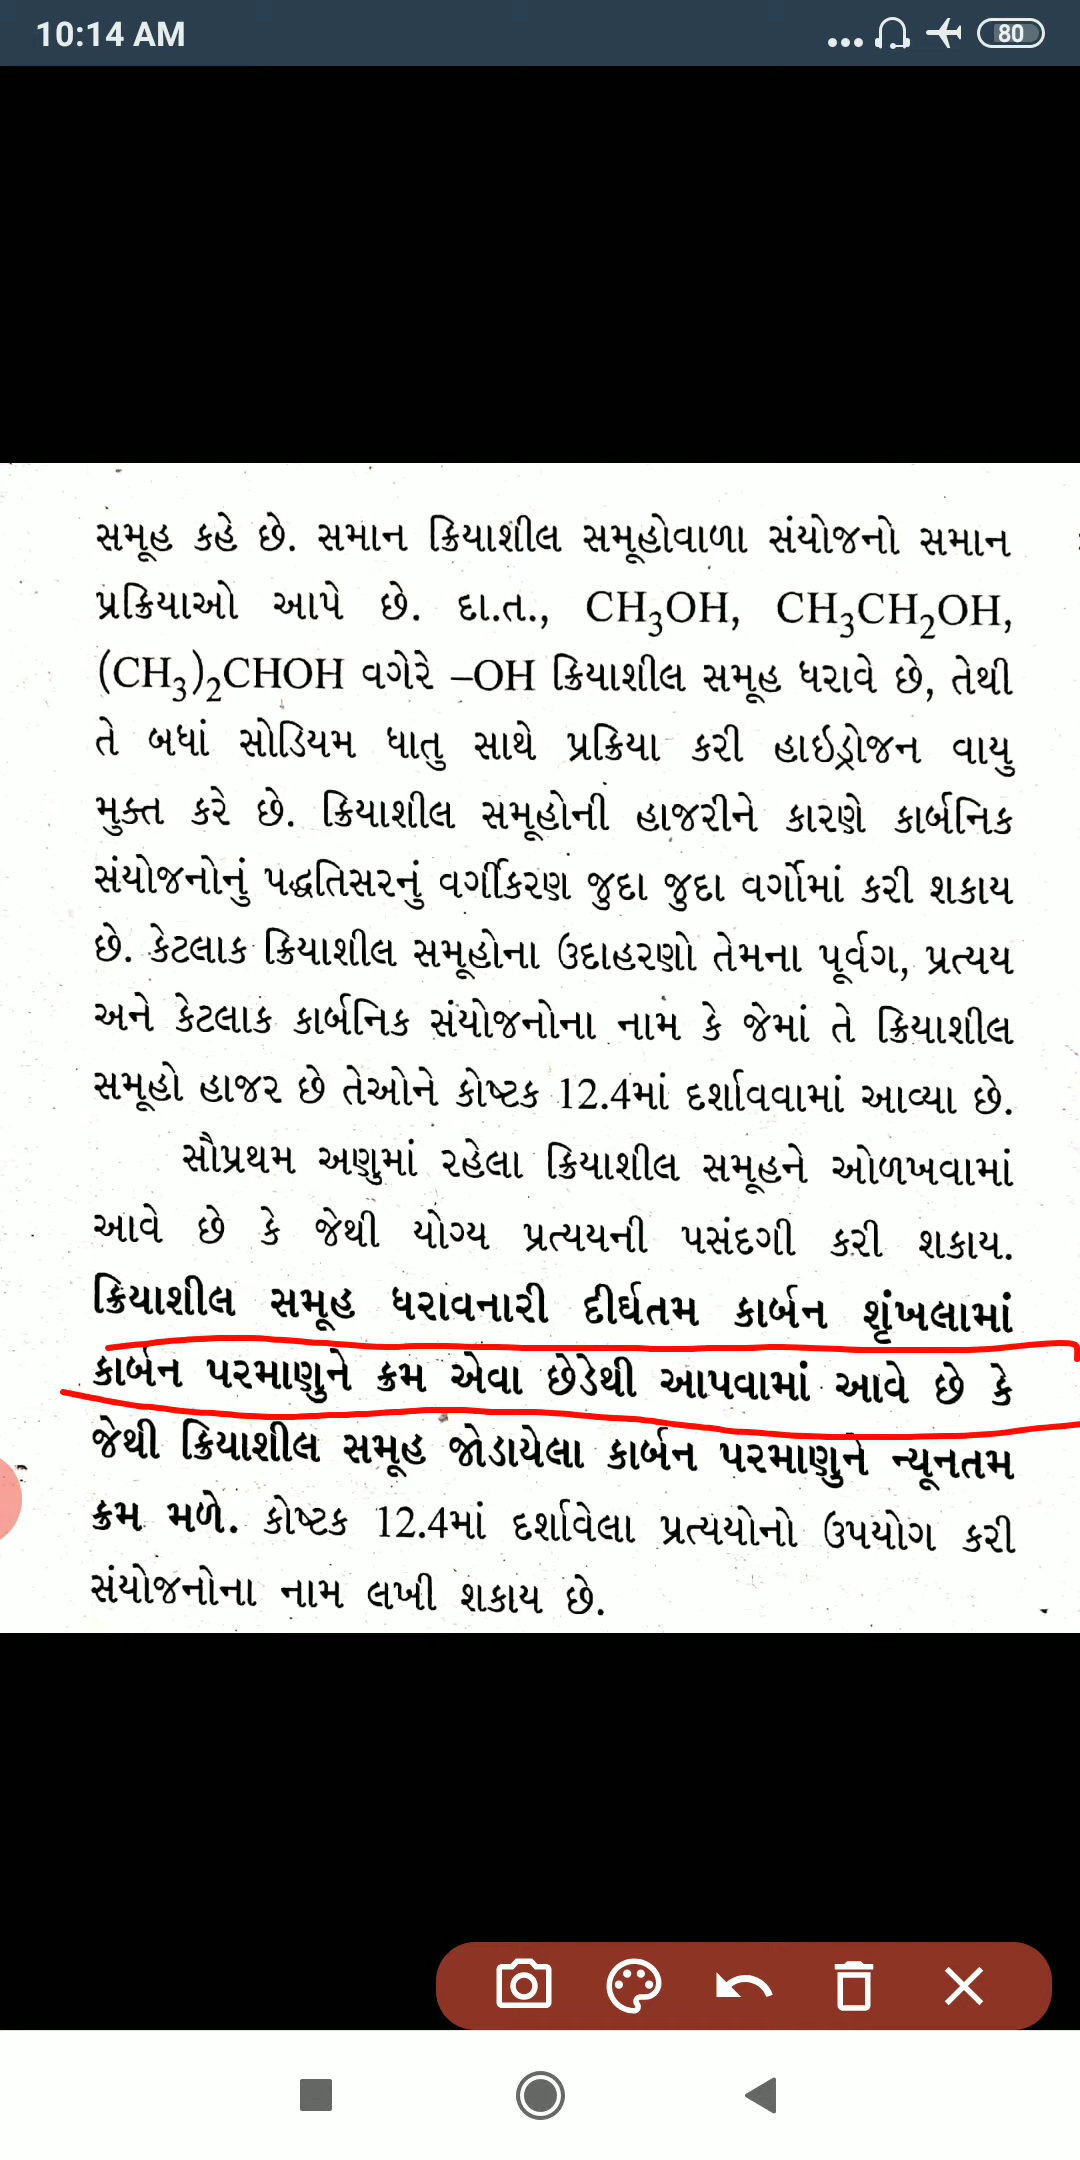 10:14 AM
80
સમૂહ કહે છે. સમાન ક્રિયાશીલ સમૂહોવાળા સંયોજનો સમાન
પ્રક્રિયાઓ આપે છે. દા.ત., CH₃OH, CH₃CH₂OH,
(CH₃)₂CHOH વગેરે –OH ક્રિયાશીલ સમૂહ ધરાવે છે, તેથી
તે બધાં સોડિયમ ધાતુ સાથે પ્રક્રિયા કરી હાઇડ્રોજન વાયુ
મુક્ત કરે છે. ક્રિયાશીલ સમૂહોની હાજરીને કારણે કાર્બનિક
સંયોજનોનું પદ્ધતિસરનું વર્ગીકરણ જુદા જુદા વર્ગોમાં કરી શકાય
છે. કેટલાક ક્રિયાશીલ સમૂહોના ઉદાહરણો તેમના પૂર્વગ, પ્રત્યય
અને કેટલાક કાર્બનિક સંયોજનોના નામ કે જેમાં તે ક્રિયાશીલ
સમૂહો હાજર છે તેઓને કોષ્ટક 12.4માં દર્શાવવામાં આવ્યા છે.
સૌપ્રથમ અણુમાં રહેલા ક્રિયાશીલ સમૂહને ઓળખવામાં
આવે છે કે જેથી યોગ્ય પ્રત્યયની પસંદગી કરી શકાય.
ક્રિયાશીલ સમૂહ ધરાવનારી દીર્ઘતમ કાર્બન શૃંખલામાં
કાર્બન પરમાણુને ક્રમ એવા છેડેથી આપવામાં આવે છે કે
જેથી ક્રિયાશીલ સમૂહ જોડાયેલા કાર્બન પરમાણુને ન્યૂનતમ
ક્રમ મળે. કોષ્ટક 12.4માં દર્શાવેલા પ્રત્યયોનો ઉપયોગ કરી
સંયોજનોના નામ લખી શકાય છે.